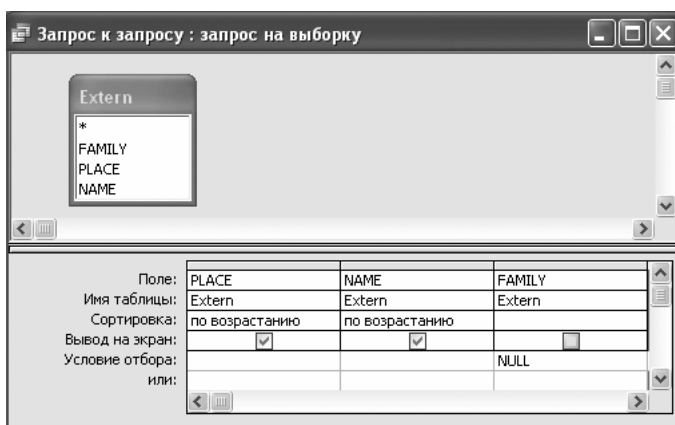 Запрос к запросу : запрос на выборку
Extern
*
FAMILY
PLACE
NAME
Поле: PLACE NAME FAMILY
Имя таблицы: Extern Extern Extern
Сортировка: по возрастанию по возрастанию
Вывод на экран:
Условие отбора: NULL
или: